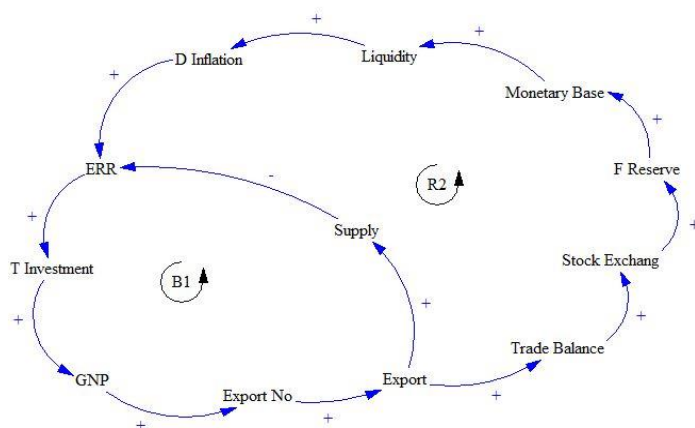 +
+
D Inflation
Liquidity
+
+
Monetary Base
+
ERR
-
R2
F Reserve
+
Supply
+
T Investment
B1
Stock Exchang
+
+
+
Trade Balance
GNP
Export
Export No
+
+
+